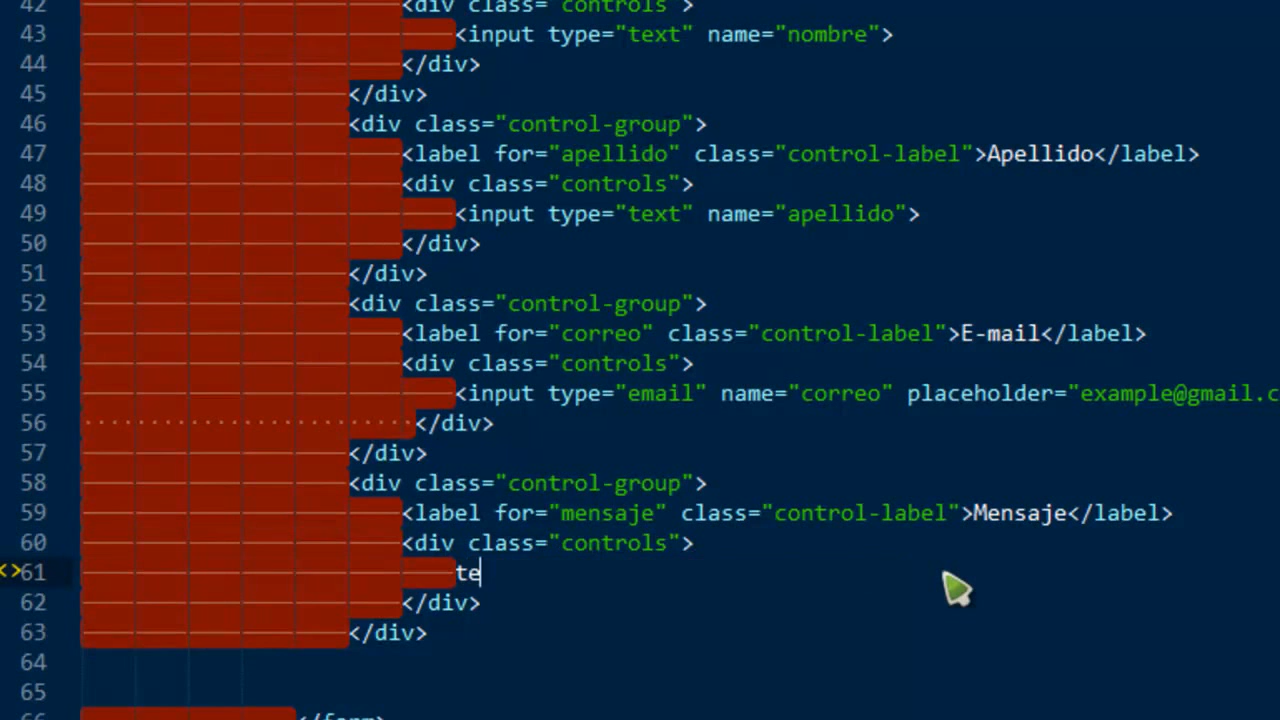 42 <div class="controls">
43 <input type="text" name="nombre">
44 </div>
45 </div>
46 <div class="control-group">
47 <label for="apellido" class="control-label">Apellido</label>
48 <div class="controls">
49 <input type="text" name="apellido">
50 </div>
51 </div>
52 <div class="control-group">
53 <label for="correo" class="control-label">E-mail</label>
54 <div class="controls">
55 <input type="email" name="correo" placeholder="example@gmail.c
56 </div>
57 </div>
58 <div class="control-group">
59 <label for="mensaje" class="control-label">Mensaje</label>
60 <div class="controls">
<>61 te
62 </div>
63 </div>
64
65
66 </form>